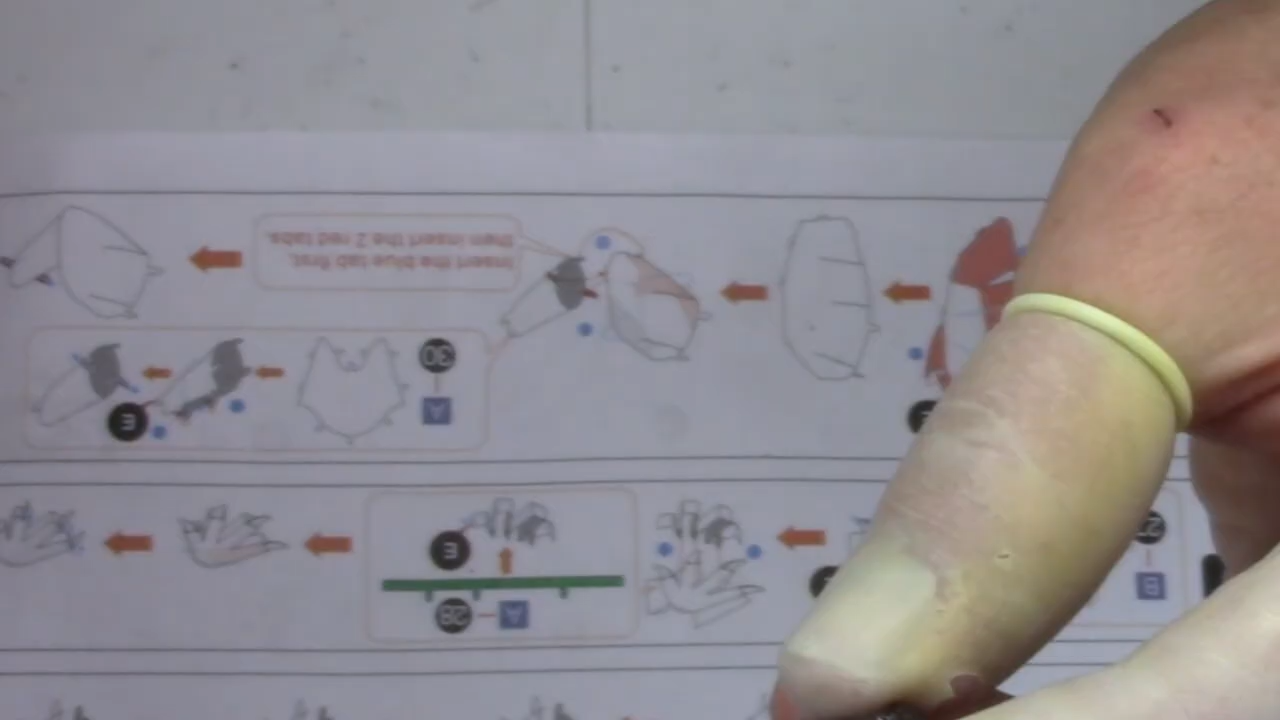 B
A
28
E
A
30
E
Insert the blue tab first,
then insert the 2 red tabs.